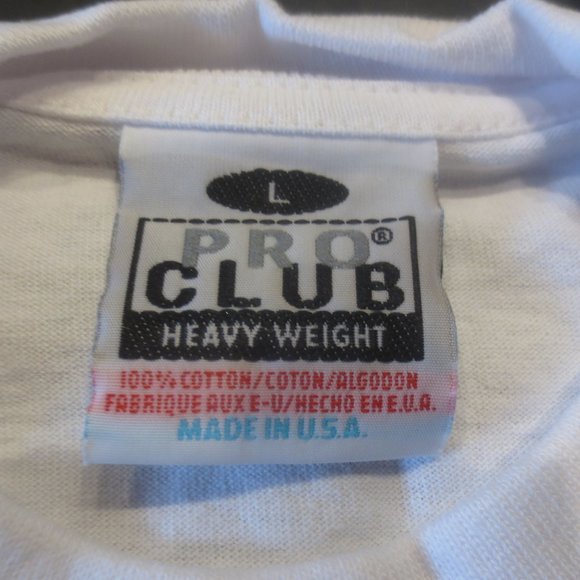 L
PRO®
CLUB
HEAVY WEIGHT
100% COTTON/COTON/ALGODON
FABRIQUE AUX E-U/HECHO EN E.U.A.
MADE IN U.S.A.